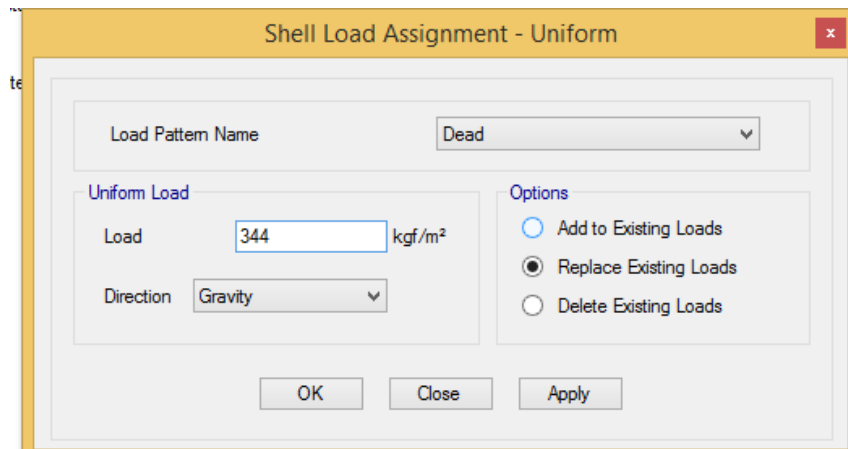 Shell Load Assignment - Uniform
x
te
Load Pattern Name Dead
Uniform Load
Load 344 kgf/m²
Direction Gravity
Options
Add to Existing Loads
Replace Existing Loads
Delete Existing Loads
OK Close Apply